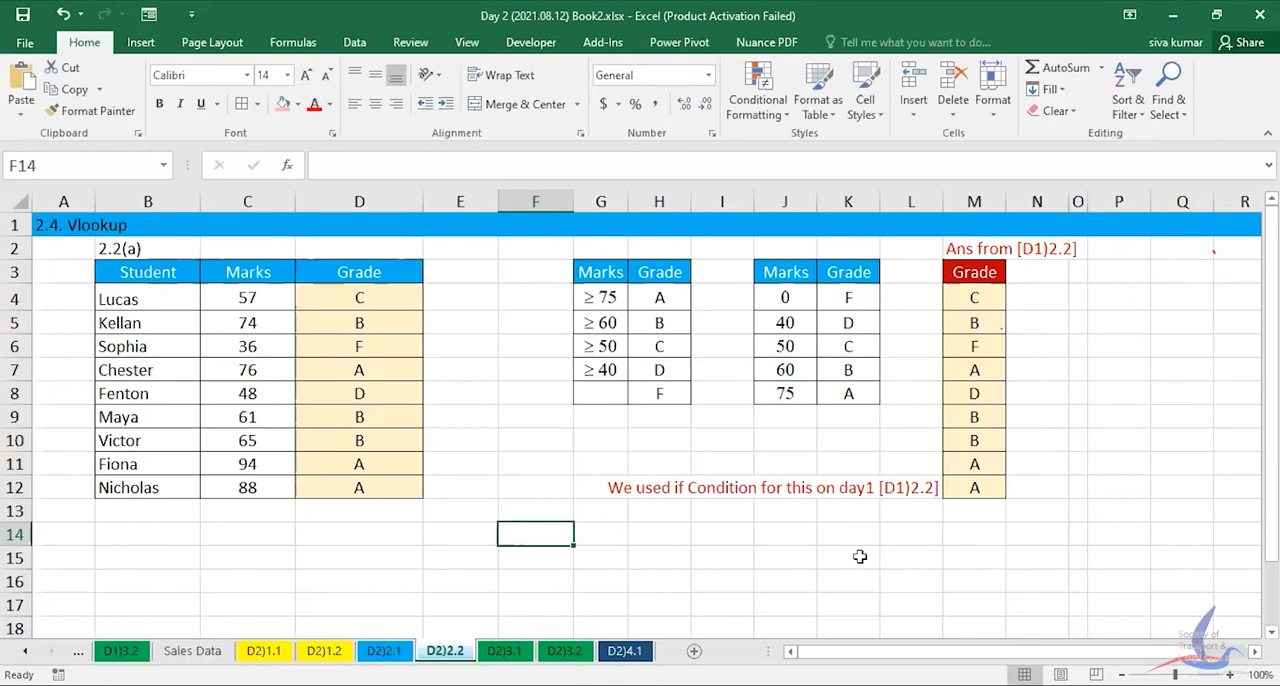 Day 2 (2021.08.12) Book2.xlsx - Excel (Product Activation Failed)
File Home Insert Page Layout Formulas Data Review View Developer Add-Ins Power Pivot Nuance PDF Tell me what you want to do... siva kumar Share
Paste Cut Copy Format Painter Clipboard
Calibri 14 B I U A Font
Wrap Text Merge & Center Alignment
General $ % , Number
Conditional Formatting Format as Table Cell Styles Styles
Insert Delete Format Cells
AutoSum Fill Clear Sort & Filter Find & Select Editing
F14 fx
A B C D E F G H I J K L M N O P Q R
1 2.4. Vlookup
2 2.2(a) Ans from [D1)2.2]
3 Student Marks Grade Marks Grade Marks Grade Grade
4 Lucas 57 C ≥ 75 A 0 F C
5 Kellan 74 B ≥ 60 B 40 D B
6 Sophia 36 F ≥ 50 C 50 C F
7 Chester 76 A ≥ 40 D 60 B A
8 Fenton 48 D F 75 A D
9 Maya 61 B B
10 Victor 65 B B
11 Fiona 94 A A
12 Nicholas 88 A We used if Condition for this on day1 [D1)2.2] A
13
14
15
16
17
18
... D1)3.2 Sales Data D2)1.1 D2)1.2 D2)2.1 D2)2.2 D2)3.1 D2)3.2 D2)4.1
Society of
Transport &
Ready 100%